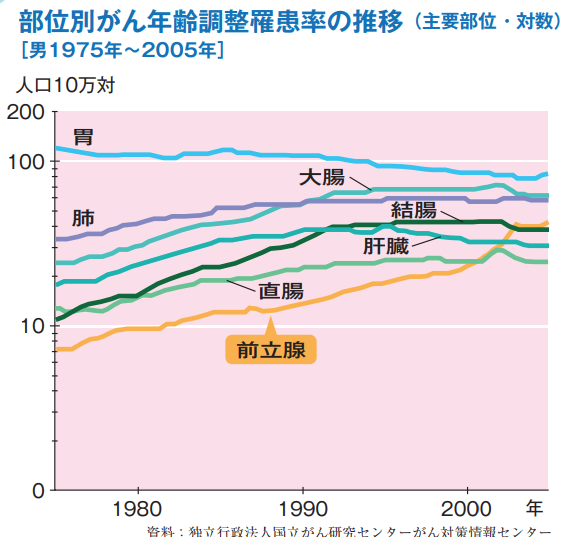 部位別がん年齢調整罹患率の推移（主要部位・対数）
［男1975年～2005年］
人口10万対
200
胃
100
大腸
肺
結腸
肝臓
直腸
10
前立腺
0
1980
1990
2000
年
資料：独立行政法人国立がん研究センターがん対策情報センター